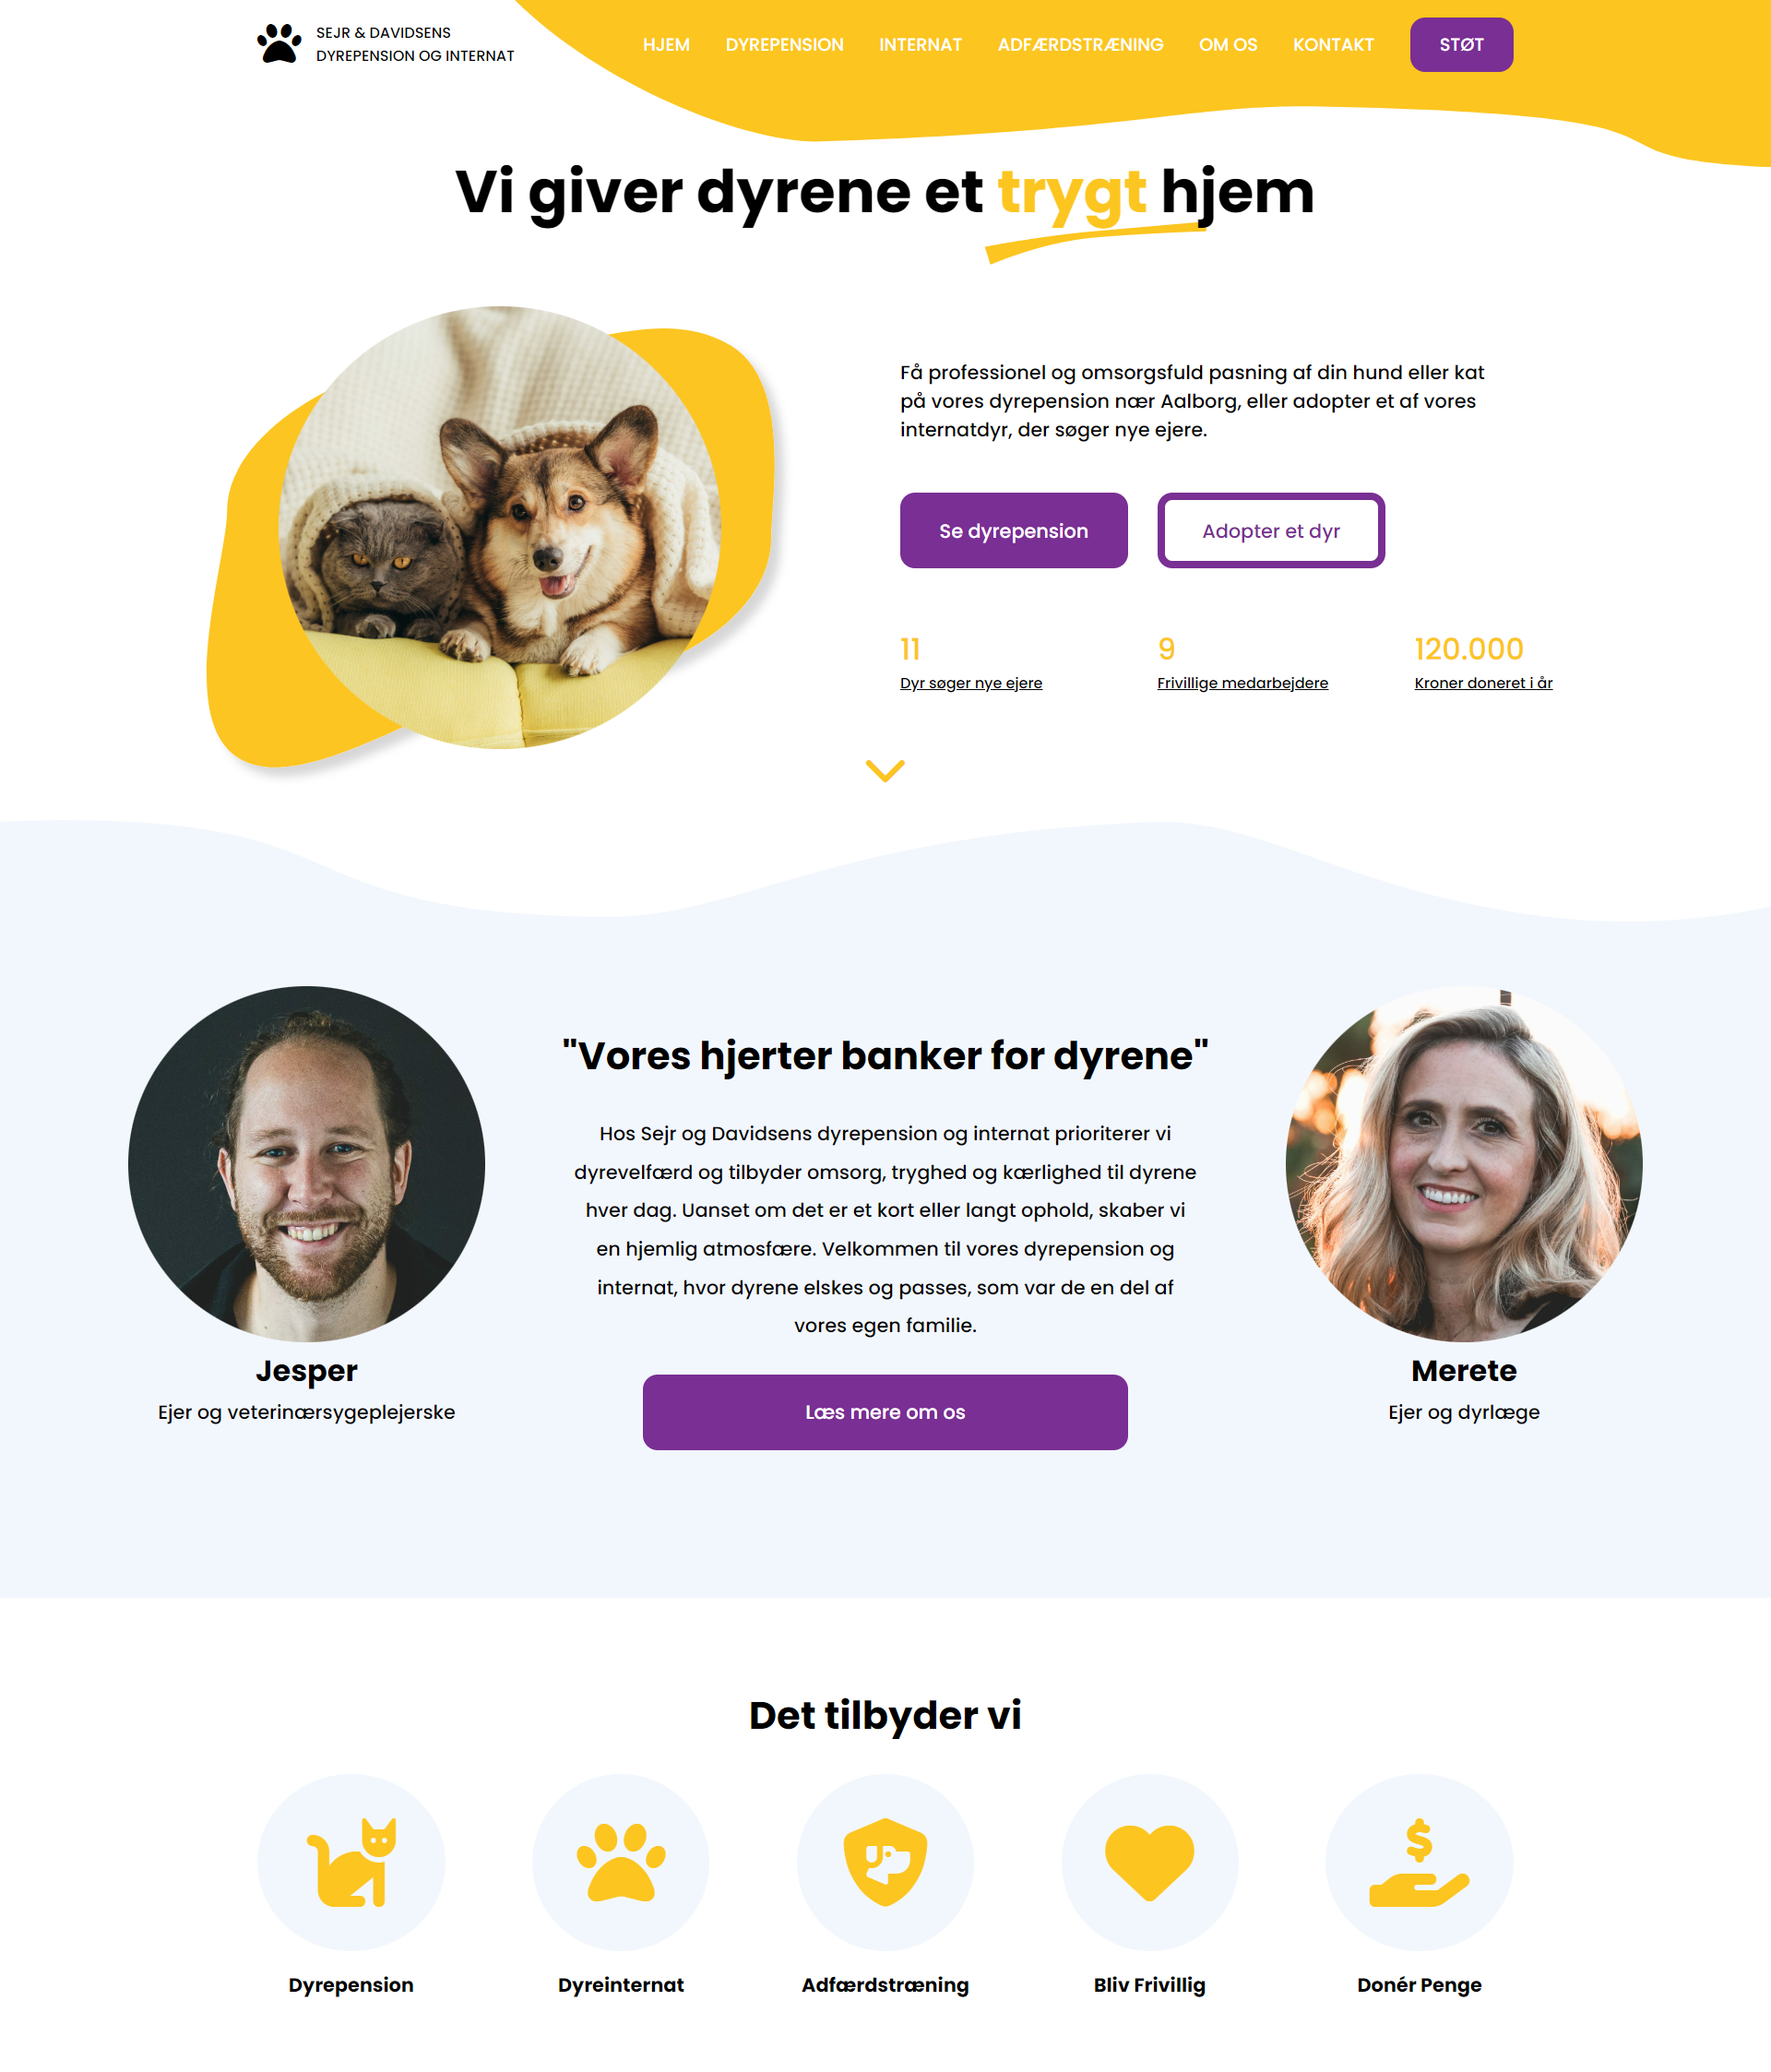 SEJR & DAVIDSENS
DYREPENSION OG INTERNAT
HJEM DYREPENSION INTERNAT ADFÆRDSTRÆNING OM OS KONTAKT STØT
Vi giver dyrene et trygt hjem
Få professionel og omsorgsfuld pasning af din hund eller kat
på vores dyrepension nær Aalborg, eller adopter et af vores
internatdyr, der søger nye ejere.
Se dyrepension Adopter et dyr
11 9 120.000
Dyr søger nye ejere Frivillige medarbejdere Kroner doneret i år
"Vores hjerter banker for dyrene"
Hos Sejr og Davidsens dyrepension og internat prioriterer vi
dyrevelfærd og tilbyder omsorg, tryghed og kærlighed til dyrene
hver dag. Uanset om det er et kort eller langt ophold, skaber vi
en hjemlig atmosfære. Velkommen til vores dyrepension og
internat, hvor dyrene elskes og passes, som var de en del af
vores egen familie.
Jesper
Ejer og veterinærsygeplejerske
Læs mere om os
Merete
Ejer og dyrlæge
Det tilbyder vi
Dyrepension Dyreinternat Adfærdstræning Bliv Frivillig Donér Penge